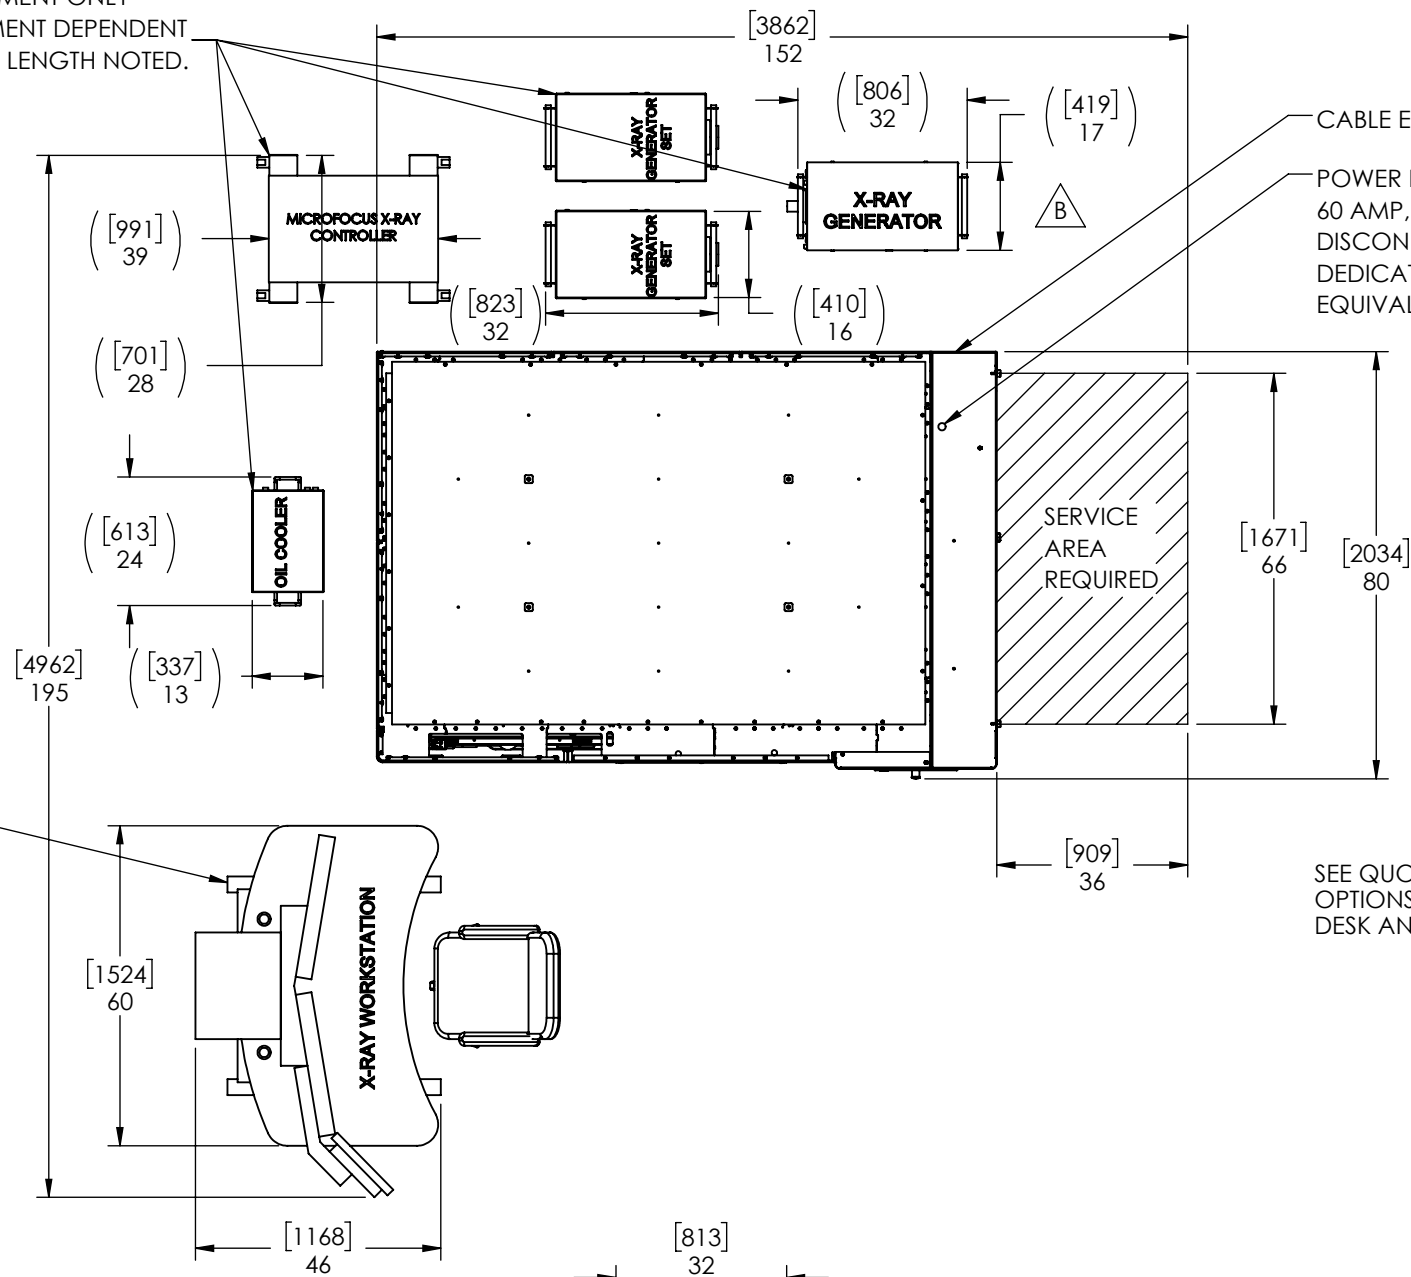 MENT DEPENDENT
LENGTH NOTED.
[3862]
152
([806]
32)
([419]
17)
CABLE E
POWER
60 AMP,
DISCON
DEDICAT
EQUIVAL
X-RAY
GENERATOR
SET
X-RAY
GENERATOR
SET
X-RAY
GENERATOR
B
MICROFOCUS X-RAY
CONTROLLER
([991]
39)
([823]
32)
([410]
16)
([701]
28)
OIL COOLER
([613]
24)
([337]
13)
[4962]
195
SERVICE
AREA
REQUIRED
[1671]
66
[2034]
80
[909]
36
SEE QUO
OPTIONS
DESK AN
X-RAY WORKSTATION
[1524]
60
[1168]
46
[813]
32